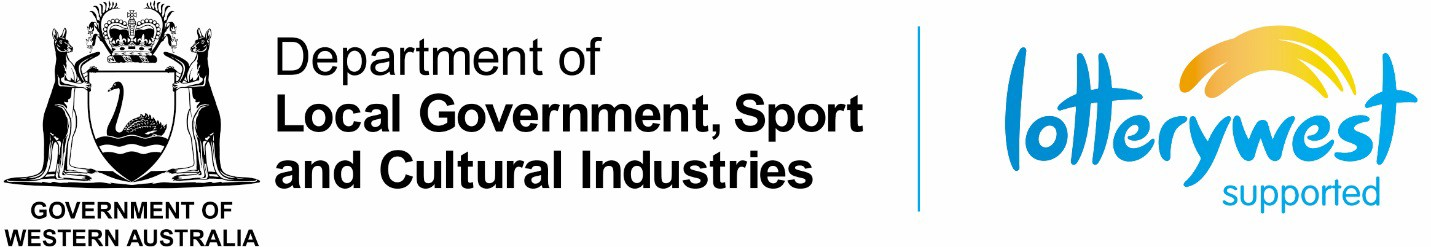 GOVERNMENT OF
WESTERN AUSTRALIA
Department of
Local Government, Sport
and Cultural Industries
lotterywest
supported